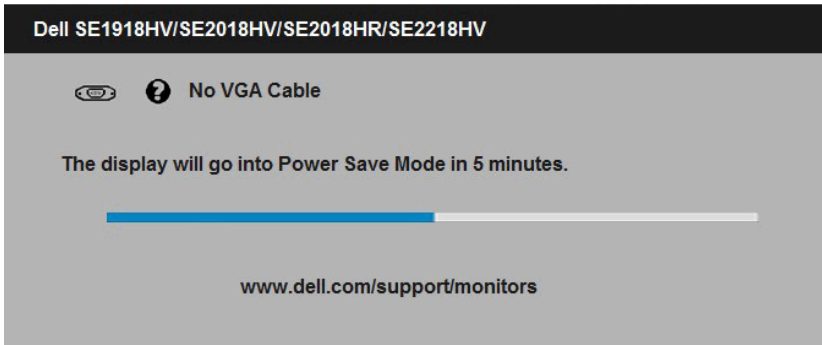 Dell SE1918HV/SE2018HV/SE2018HR/SE2218HV
? No VGA Cable
The display will go into Power Save Mode in 5 minutes.
www.dell.com/support/monitors